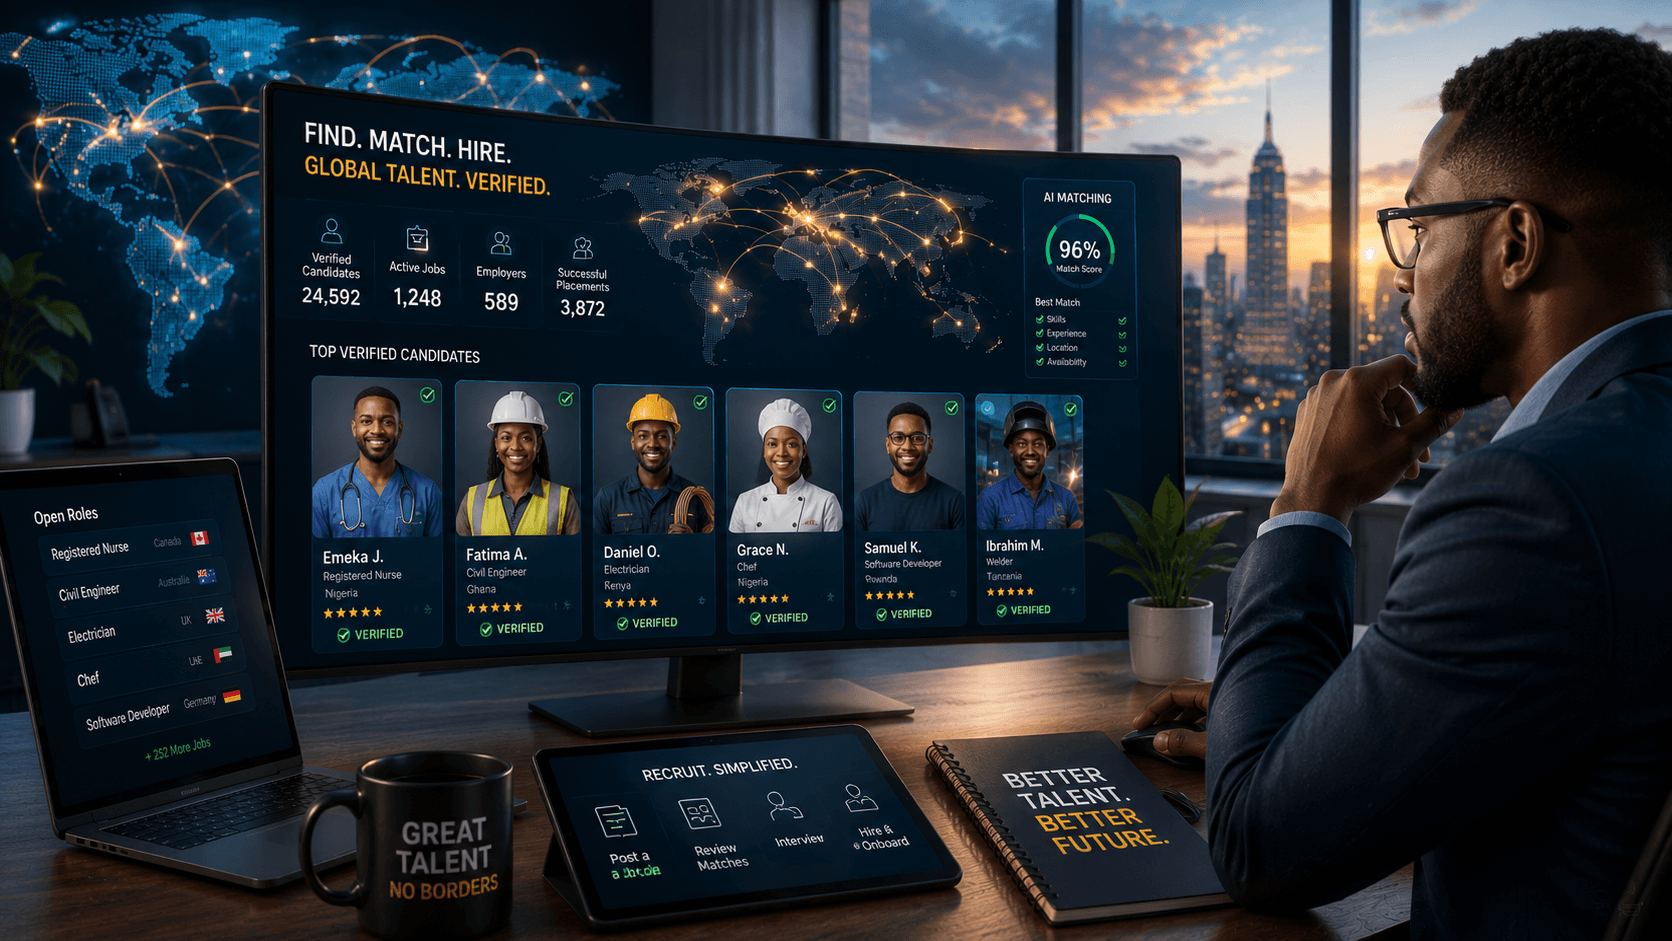 FIND. MATCH. HIRE.
GLOBAL TALENT. VERIFIED.
Verified
Candidates
24,592
Active Jobs
1,248
Employers
589
Successful
Placements
3,872
AI MATCHING
96%
Match Score
Best Match
Skills
Experience
Location
Availability
TOP VERIFIED CANDIDATES
Emeka J.
Registered Nurse
Nigeria
VERIFIED
Fatima A.
Civil Engineer
Ghana
VERIFIED
Daniel O.
Electrician
Kenya
VERIFIED
Grace N.
Chef
Nigeria
VERIFIED
Samuel K.
Software Developer
VERIFIED
Ibrahim M.
Welder
VERIFIED
Open Roles
Registered Nurse Canada
Civil Engineer Australia
Electrician UK
Chef
Software Developer Germany
+ 252 More Jobs
GREAT
TALENT
NO BORDERS
RECRUIT. SIMPLIFIED.
Post a
Review
Matches
Interview
Hire &
Onboard
BETTER
TALENT.
BETTER
FUTURE.